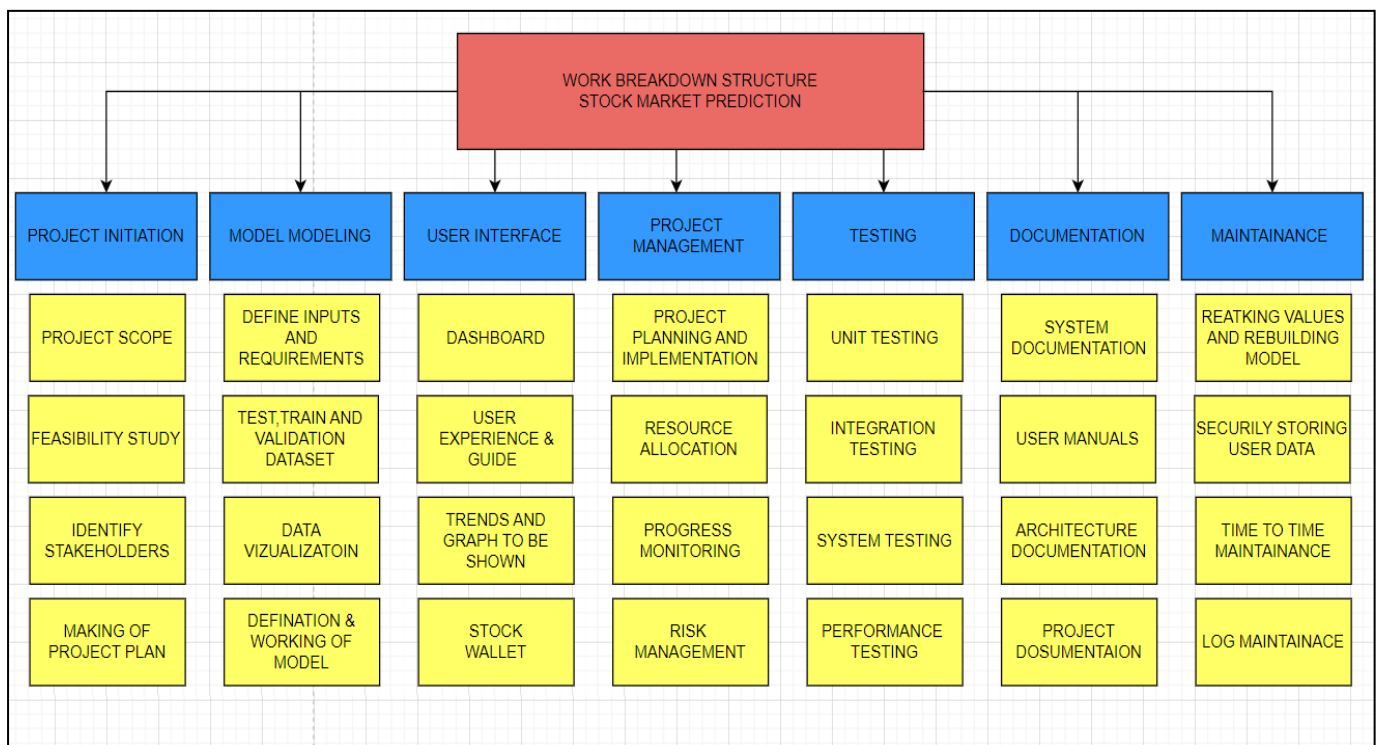 WORK BREAKDOWN STRUCTURE
STOCK MARKET PREDICTION
PROJECT INITIATION
MODEL MODELING
USER INTERFACE
PROJECT
MANAGEMENT
TESTING
DOCUMENTATION
MAINTAINANCE
PROJECT SCOPE
DEFINE INPUTS
AND
REQUIREMENTS
DASHBOARD
PROJECT
PLANNING AND
IMPLEMENTATION
UNIT TESTING
SYSTEM
DOCUMENTATION
REATKING VALUES
AND REBUILDING
MODEL
FEASIBILITY STUDY
TEST,TRAIN AND
VALIDATION
DATASET
USER
EXPERIENCE &
GUIDE
RESOURCE
ALLOCATION
INTEGRATION
TESTING
USER MANUALS
SECURILY STORING
USER DATA
IDENTIFY
STAKEHOLDERS
DATA
VIZUALIZATOIN
TRENDS AND
GRAPH TO BE
SHOWN
PROGRESS
MONITORING
SYSTEM TESTING
ARCHITECTURE
DOCUMENTATION
TIME TO TIME
MAINTAINANCE
MAKING OF
PROJECT PLAN
DEFINATION &
WORKING OF
MODEL
STOCK
WALLET
RISK
MANAGEMENT
PERFORMANCE
TESTING
PROJECT
DOSUMENTAION
LOG MAINTAINACE